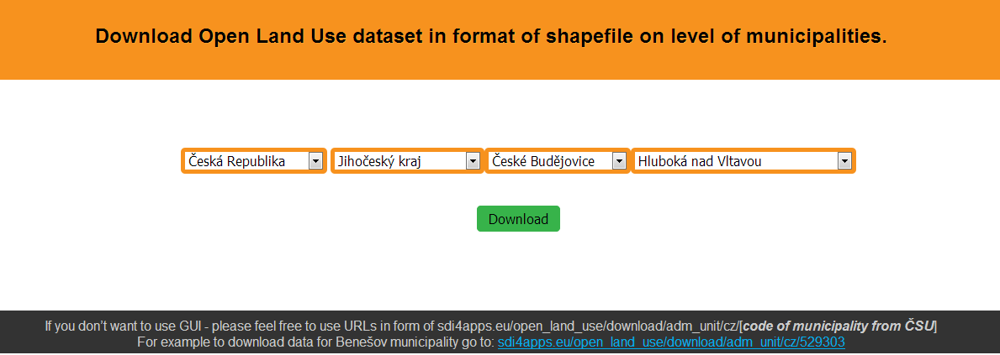 Download Open Land Use dataset in format of shapefile on level of municipalities.
Česká Republika Jihočeský kraj České Budějovice Hluboká nad Vltavou
Download
If you don't want to use GUI - please feel free to use URLs in form of sdi4apps.eu/open_land_use/download/adm_unit/cz/[code of municipality from ČSU]
For example to download data for Benešov municipality go to: sdi4apps.eu/open_land_use/download/adm_unit/cz/529303